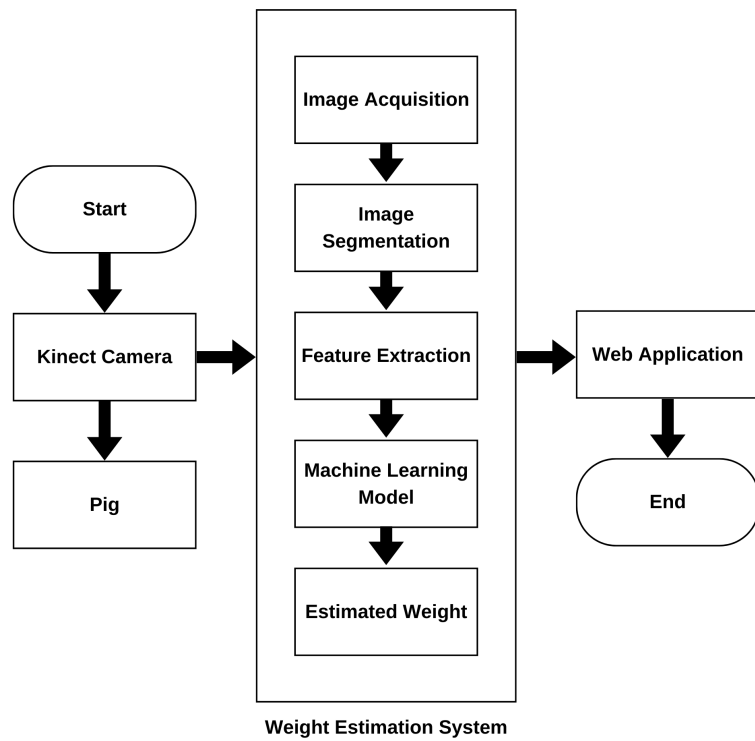 Start
Kinect Camera
Pig
Image Acquisition
Image
Segmentation
Feature Extraction
Machine Learning
Model
Estimated Weight
Weight Estimation System
Web Application
End